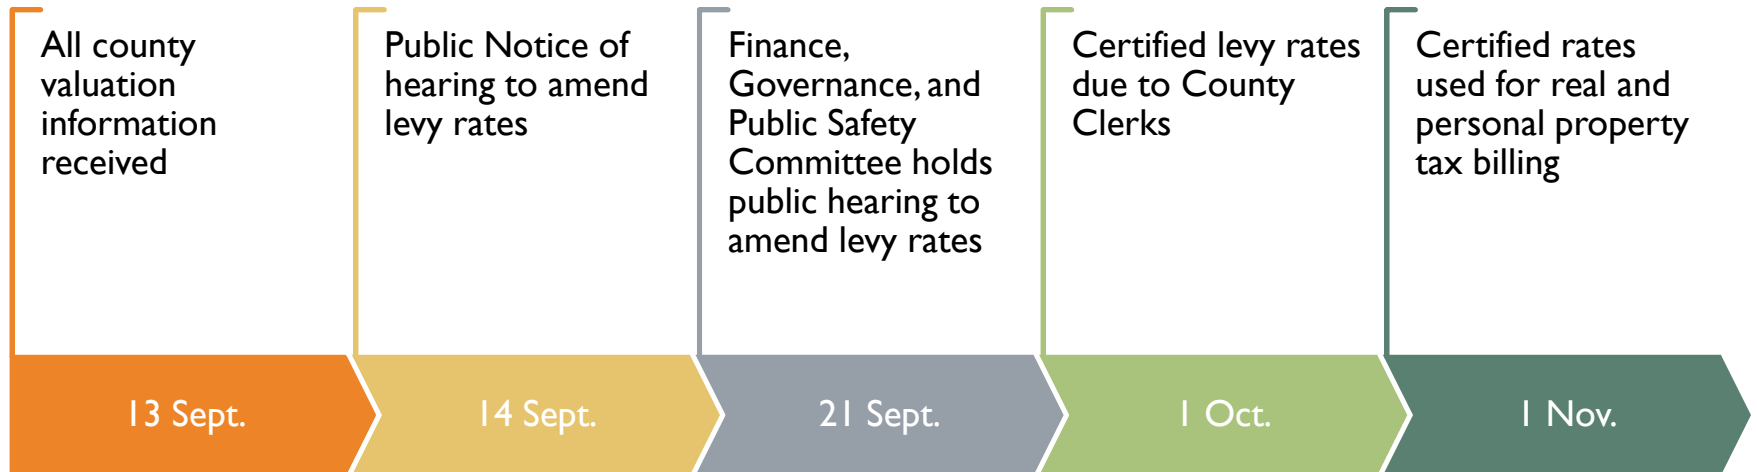 All county
valuation
information
received
Public Notice of
hearing to amend
levy rates
Finance,
Governance, and
Public Safety
Committee holds
public hearing to
amend levy rates
Certified levy rates
due to County
Clerks
Certified rates
used for real and
personal property
tax billing
13 Sept.
14 Sept.
21 Sept.
1 Oct.
1 Nov.